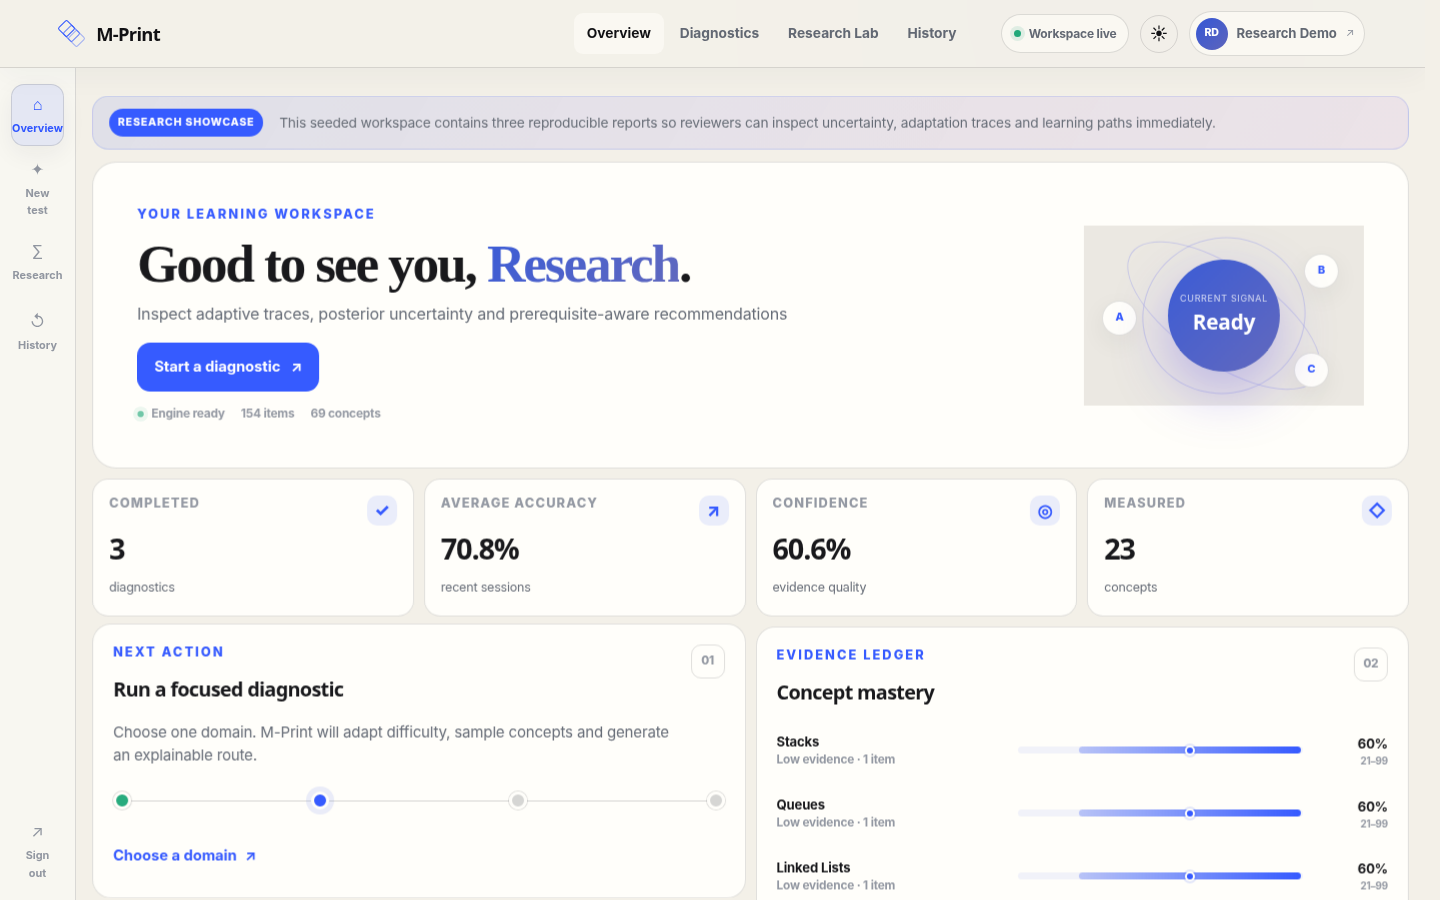 M-Print
Overview
Diagnostics
Research Lab
History
Workspace live
RD
Research Demo ↗
Overview
New
test
Research
History
Sign
out
RESEARCH SHOWCASE
This seeded workspace contains three reproducible reports so reviewers can inspect uncertainty, adaptation traces and learning paths immediately.
YOUR LEARNING WORKSPACE
Good to see you, Research.
Inspect adaptive traces, posterior uncertainty and prerequisite-aware recommendations
Start a diagnostic ↗
Engine ready
154 items
69 concepts
CURRENT SIGNAL
Ready
A
B
C
COMPLETED
3
diagnostics
AVERAGE ACCURACY
70.8%
recent sessions
CONFIDENCE
60.6%
evidence quality
MEASURED
23
concepts
NEXT ACTION
01
Run a focused diagnostic
Choose one domain. M-Print will adapt difficulty, sample concepts and generate
an explainable route.
Choose a domain ↗
EVIDENCE LEDGER
02
Concept mastery
Stacks
Low evidence · 1 item
60%
21–99
Queues
Low evidence · 1 item
60%
21–99
Linked Lists
Low evidence · 1 item
60%
21–99